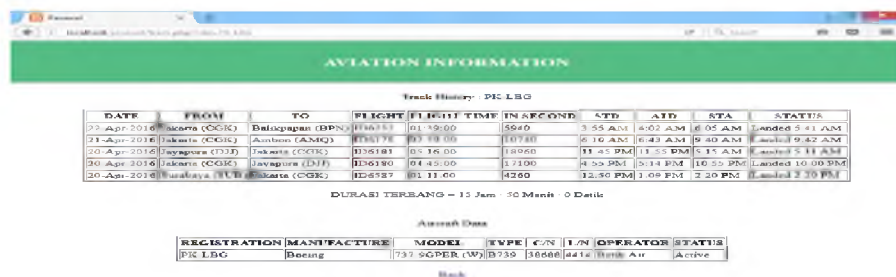 AVIATION INFORMATION
Track History : PK-LBG
DATE FROM TO FLIGHT FLIGHT TIME IN SECOND STD ATD STA STATUS
22-Apr-2016 Jakarta (CGK) Balikpapan (BPN) 01:39:00 5940 3:55 AM 4:02 AM 6:05 AM Landed 5:41 AM
21-Apr-2016 Jakarta (CGK) Ambon (AMQ) 6:10 AM 6:43 AM 9:40 AM Landed 9:42 AM
20-Apr-2016 Jayapura (DJJ) Jakarta (CGK) ID6181 05:16:00 18960 11:45 PM 11:55 PM 5:15 AM Landed 5:11 AM
20-Apr-2016 Jakarta (CGK) Jayapura (DJJ) ID6180 04:45:00 17100 4:55 PM 5:14 PM 10:55 PM Landed 10:00 PM
20-Apr-2016 Surabaya (SUB) Jakarta (CGK) ID6587 01:11:00 4260 12:50 PM 1:09 PM 2:20 PM Landed 2:20 PM
DURASI TERBANG = 15 Jam : 50 Menit : 0 Detik
Aircraft Data
REGISTRATION MANUFACTURE MODEL TYPE C/N L/N OPERATOR STATUS
PK-LBG Boeing 737-9GPER (W) B739 Batik Air Active
Back